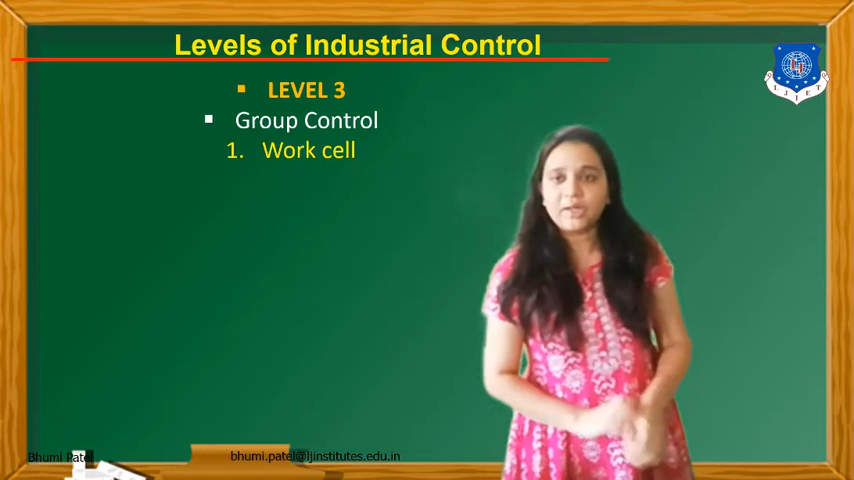 Levels of Industrial Control
▪ LEVEL 3
▪ Group Control
1. Work cell
L J I E T
Bhumi Patel
bhumi.patel@ljinstitutes.edu.in